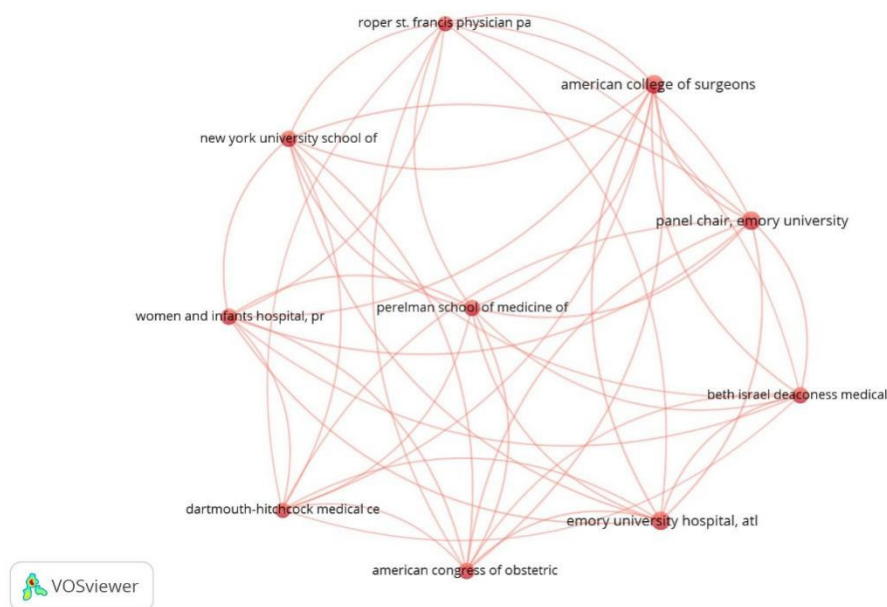 roper st. francis physician pa
american college of surgeons
new york university school of
panel chair, emory university
perelman school of medicine of
women and infants hospital, pr
beth israel deaconess medical
dartmouth-hitchcock medical ce
emory university hospital, atl
american congress of obstetric
VOSviewer